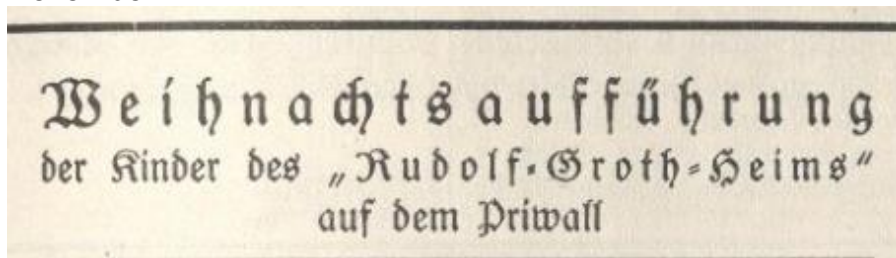 Weihnachtsaufführung
der Kinder des „Rudolf-Groth-Heims“
auf dem Priwall